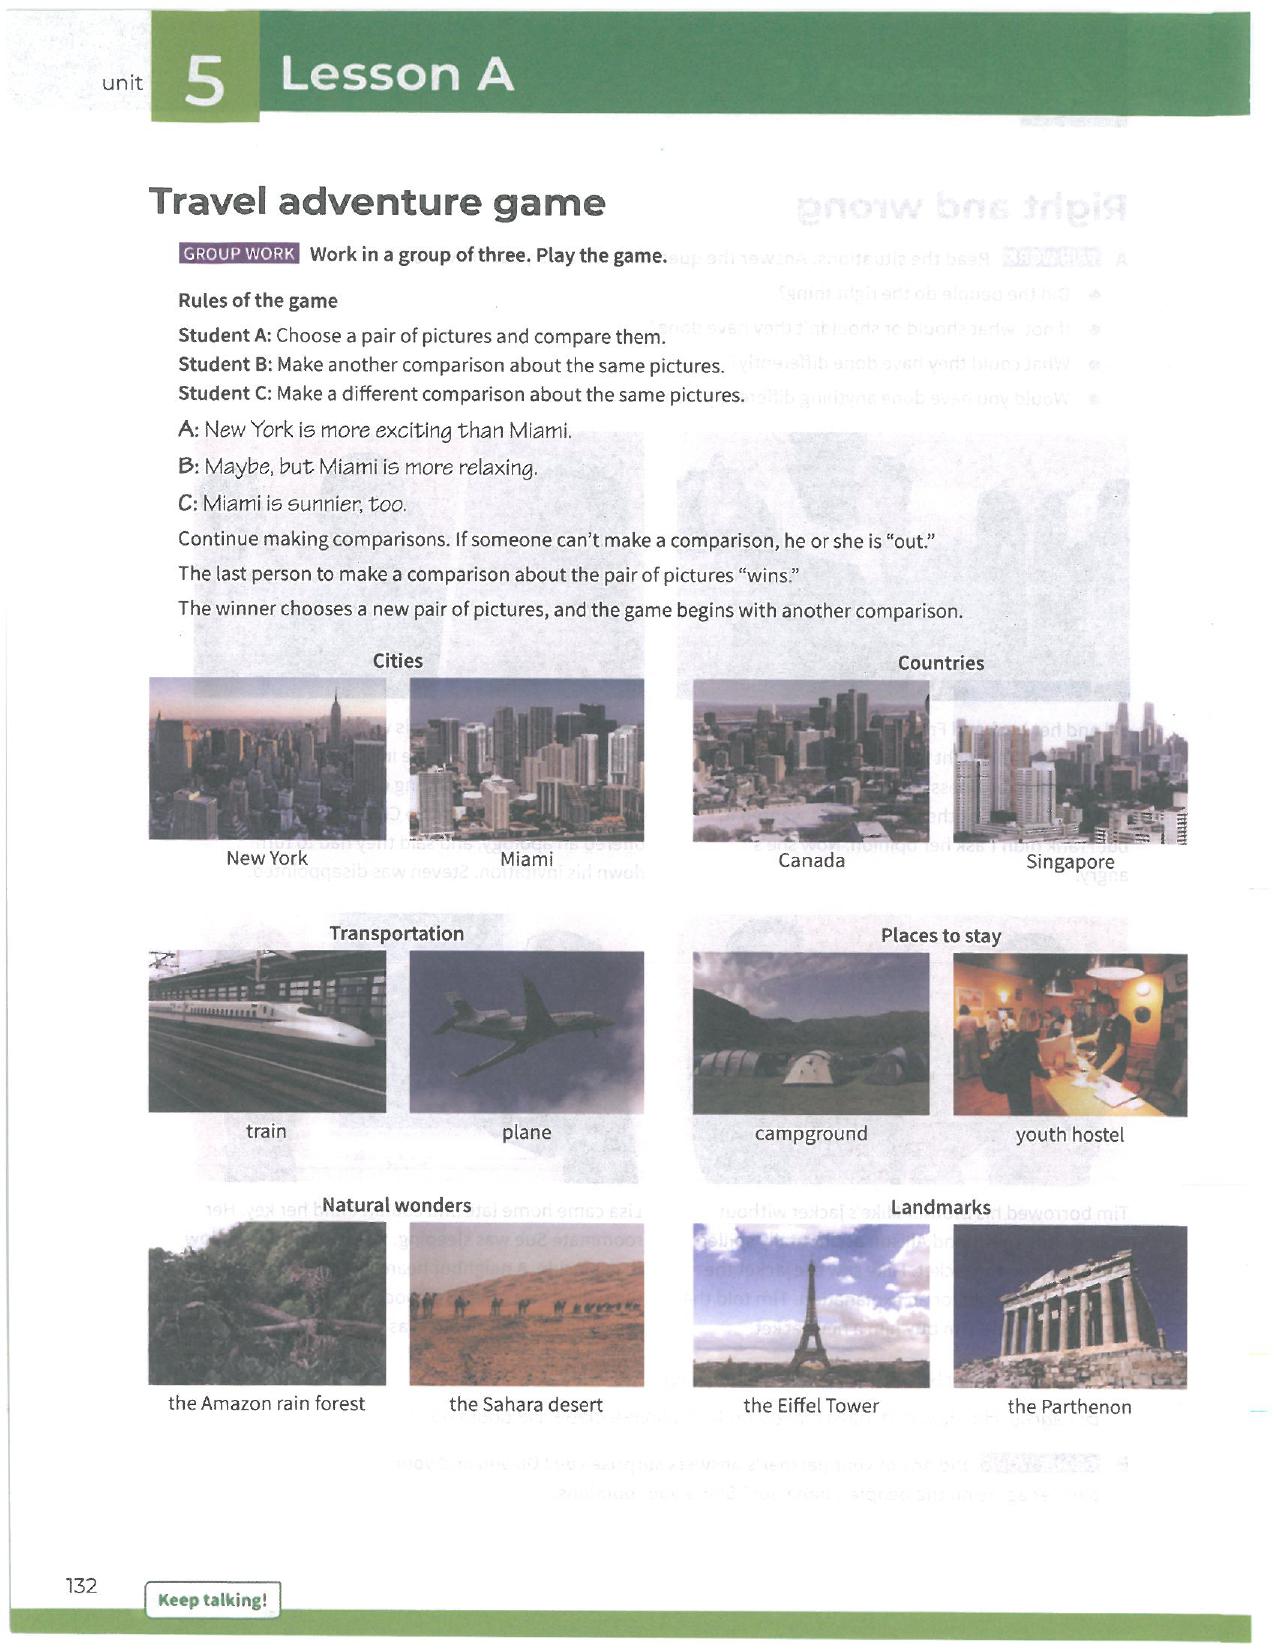 unit 5 Lesson A
Travel adventure game
GROUP WORK Work in a group of three. Play the game.
Rules of the game
Student A: Choose a pair of pictures and compare them.
Student B: Make another comparison about the same pictures.
Student C: Make a different comparison about the same pictures.
A: New York is more exciting than Miami.
B: Maybe, but Miami is more relaxing.
C: Miami is sunnier, too.
Continue making comparisons. If someone can't make a comparison, he or she is “out.”
The last person to make a comparison about the pair of pictures “wins.”
The winner chooses a new pair of pictures, and the game begins with another comparison.
Cities
New York
Miami
Countries
Canada
Singapore
Transportation
train
plane
Places to stay
campground
youth hostel
Natural wonders
the Amazon rain forest
the Sahara desert
Landmarks
the Eiffel Tower
the Parthenon
132
Keep talking!